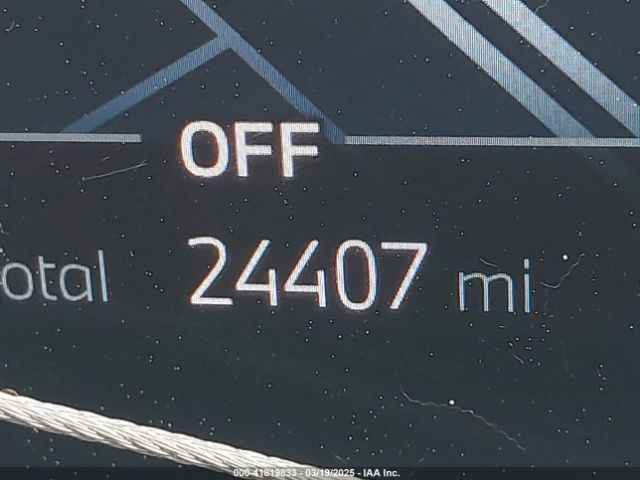 OFF
otal 24407 mi
000-41819833 - 03/19/2025 - IAA Inc.